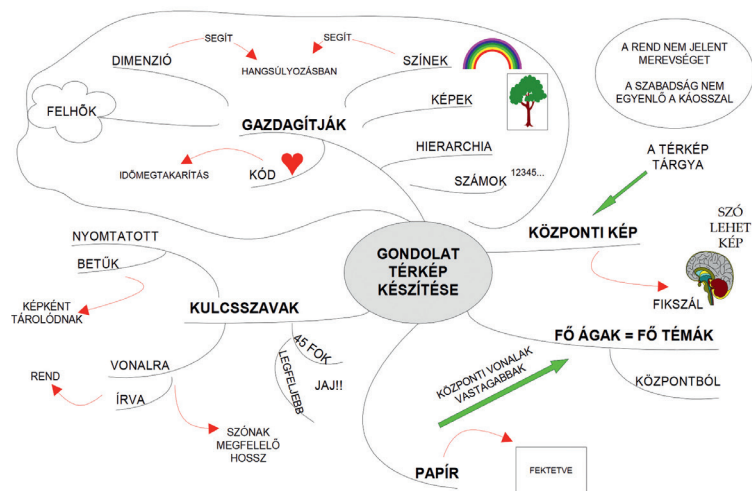 DIMENZIÓ
SEGÍT
SEGÍT
SZÍNEK
HANGSÚLYOZÁSBAN
FELHŐK
KÉPEK
GAZDAGÍTJÁK
HIERARCHIA
IDŐMEGTAKARÍTÁS
KÓD
SZÁMOK 12345...
A REND NEM JELENT
MEREVSÉGET
A SZABADSÁG NEM
EGYENLŐ A KÁOSSZAL
A TÉRKÉP
TÁRGYA
KÖZPONTI KÉP
SZÓ
LEHET
KÉP
FIKSZÁL
GONDOLAT
TÉRKÉP
KÉSZÍTÉSE
NYOMTATOTT
BETŰK
KÉPKÉNT
TÁROLÓDNAK
KULCSSZAVAK
VONALRA
ÍRVA
REND
SZÓNAK
MEGFELELŐ
HOSSZ
45 FOK
LEGFELJEBB
JAJ!!
FŐ ÁGAK = FŐ TÉMÁK
KÖZPONTBÓL
KÖZPONTI VONALAK
VASTAGABBAK
PAPÍR
FEKTETVE